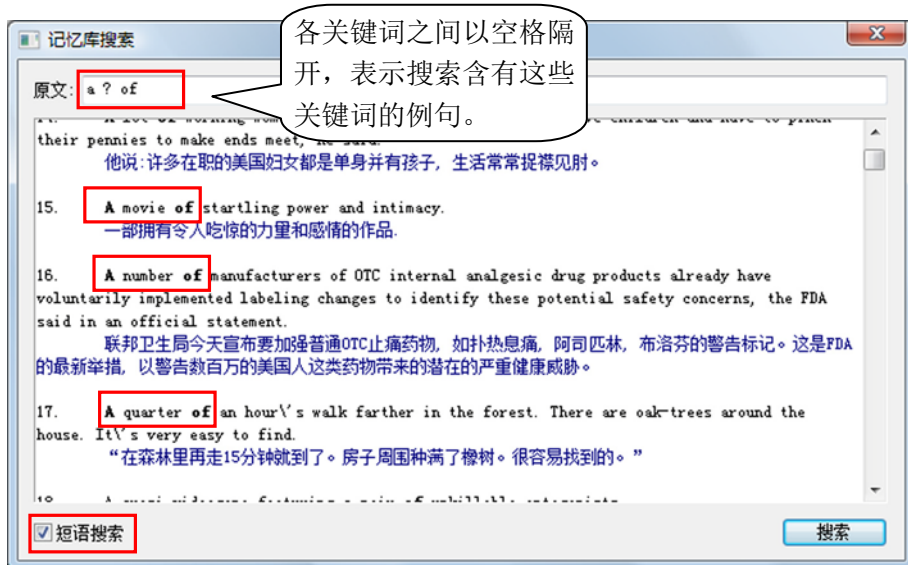 记忆库搜索
各关键词之间以空格隔
开，表示搜索含有这些
关键词的例句。
原文: a ? of
their pennies to make ends meet, he said.
他说:许多在职的美国妇女都是单身并有孩子，生活常常捉襟见肘。
15. A movie of startling power and intimacy.
一部拥有令人吃惊的力量和感情的作品.
16. A number of manufacturers of OTC internal analgesic drug products already have
voluntarily implemented labeling changes to identify these potential safety concerns, the FDA
said in an official statement.
联邦卫生局今天宣布要加强普通OTC止痛药物，如扑热息痛，阿司匹林，布洛芬的警告标记。这是FDA
的最新举措，以警告数百万的美国人这类药物带来的潜在的严重健康威胁。
17. A quarter of an hour\'s walk farther in the forest. There are oak-trees around the
house. It\'s very easy to find.
“在森林里再走15分钟就到了。房子周围种满了橡树。很容易找到的。”
短语搜索
搜索